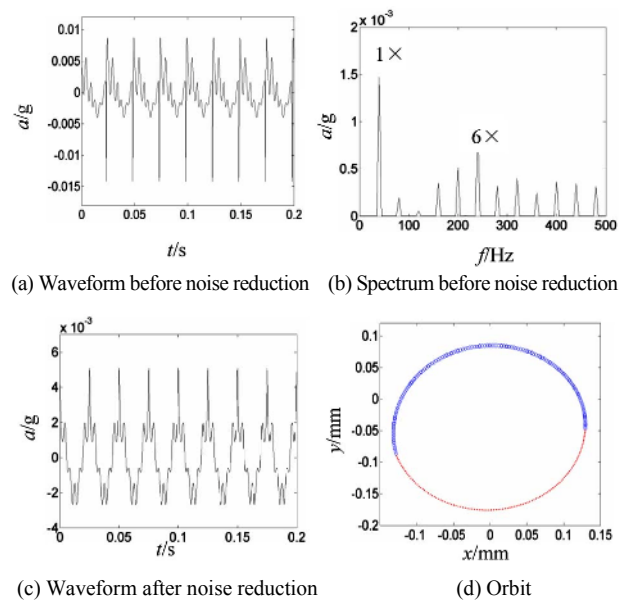 0.01
0.005
0
-0.005
-0.01
-0.015
a/g
0 0.05 0.1 0.15 0.2
t/s
(a) Waveform before noise reduction
x 10⁻³
2
1.5
1
0.5
0
a/g
1×
6×
0 100 200 300 400 500
f/Hz
(b) Spectrum before noise reduction
x 10⁻³
6
4
2
0
-2
-4
a/g
0 0.05 0.1 0.15 0.2
t/s
(c) Waveform after noise reduction
0.1
0.05
0
-0.05
-0.1
-0.15
-0.2
y/mm
-0.1 -0.05 0 0.05 0.1 0.15
x/mm
(d) Orbit